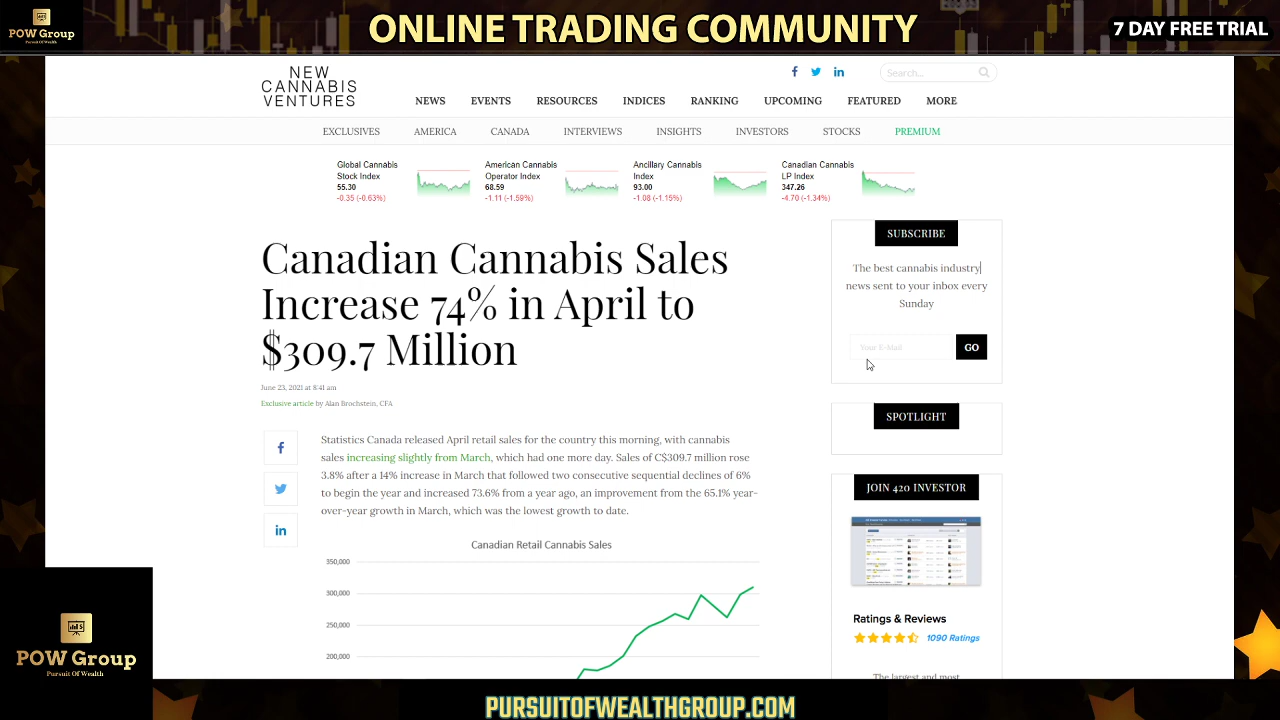 POW Group
Pursuit Of Wealth
ONLINE TRADING COMMUNITY
7 DAY FREE TRIAL
NEW
CANNABIS
VENTURES
Search...
NEWS EVENTS RESOURCES INDICES RANKING UPCOMING FEATURED MORE
EXCLUSIVES AMERICA CANADA INTERVIEWS INSIGHTS INVESTORS STOCKS PREMIUM
Global Cannabis
Stock Index
55.30
-0.35 (-0.63%)
American Cannabis
Operator Index
68.59
-1.11 (-1.59%)
Ancillary Cannabis
Index
93.00
-1.08 (-1.15%)
Canadian Cannabis
LP Index
347.26
-4.70 (-1.34%)
Canadian Cannabis Sales
Increase 74% in April to
$309.7 Million
June 23, 2021 at 8:41 am
Exclusive article by Alan Brochstein, CFA
Statistics Canada released April retail sales for the country this morning, with cannabis
sales increasing slightly from March, which had one more day. Sales of C$309.7 million rose
3.8% after a 14% increase in March that followed two consecutive sequential declines of 6%
to begin the year and increased 73.6% from a year ago, an improvement from the 65.1% year-
over-year growth in March, which was the lowest growth to date.
Canadian Retail Cannabis Sales
350,000
300,000
250,000
200,000
SUBSCRIBE
The best cannabis industry
news sent to your inbox every
Sunday
Your E-Mail
GO
SPOTLIGHT
JOIN 420 INVESTOR
Ratings & Reviews
1090 Ratings
The largest and most
POW Group
Pursuit Of Wealth
PURSUITOFWEALTHGROUP.COM